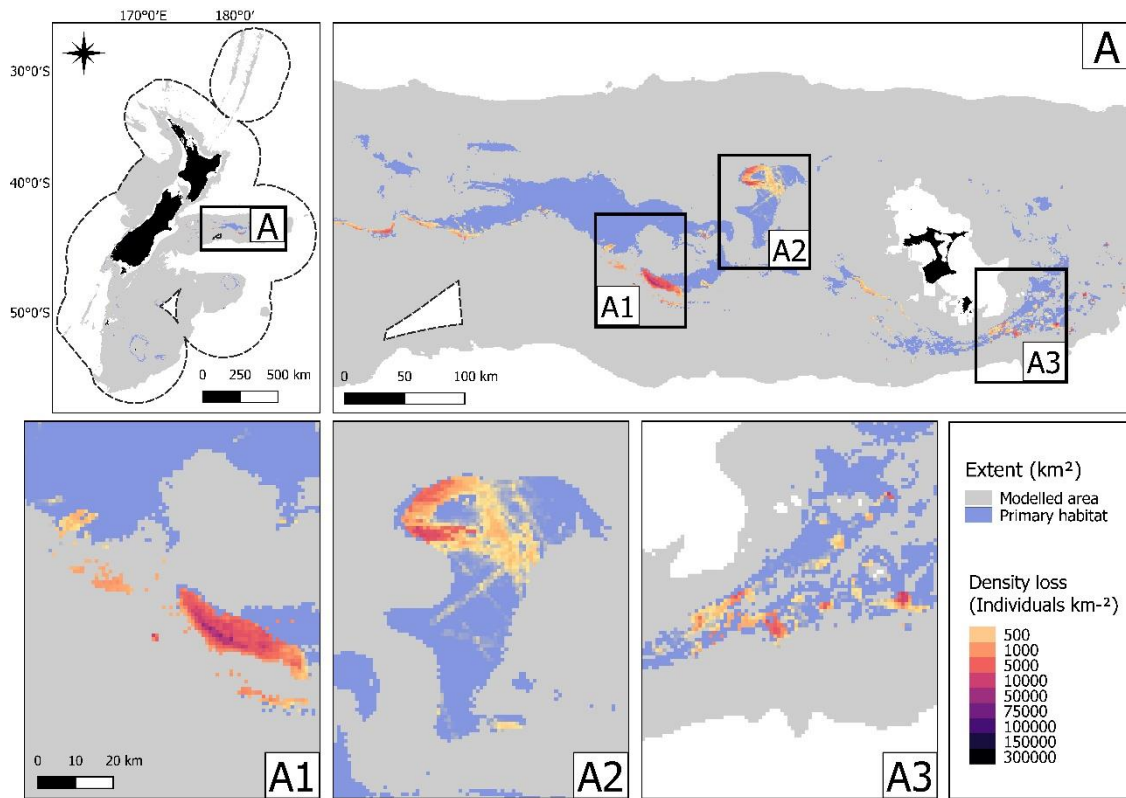 170°0'E
180°0'
30°0'S
40°0'S
50°0'S
A
0 250 500 km
A
A1
A2
A3
0 50 100 km
A1
0 10 20 km
A2
A3
Extent (km²)
Modelled area
Primary habitat
Density loss
(Individuals km-²)
500
1000
5000
10000
50000
75000
100000
150000
300000